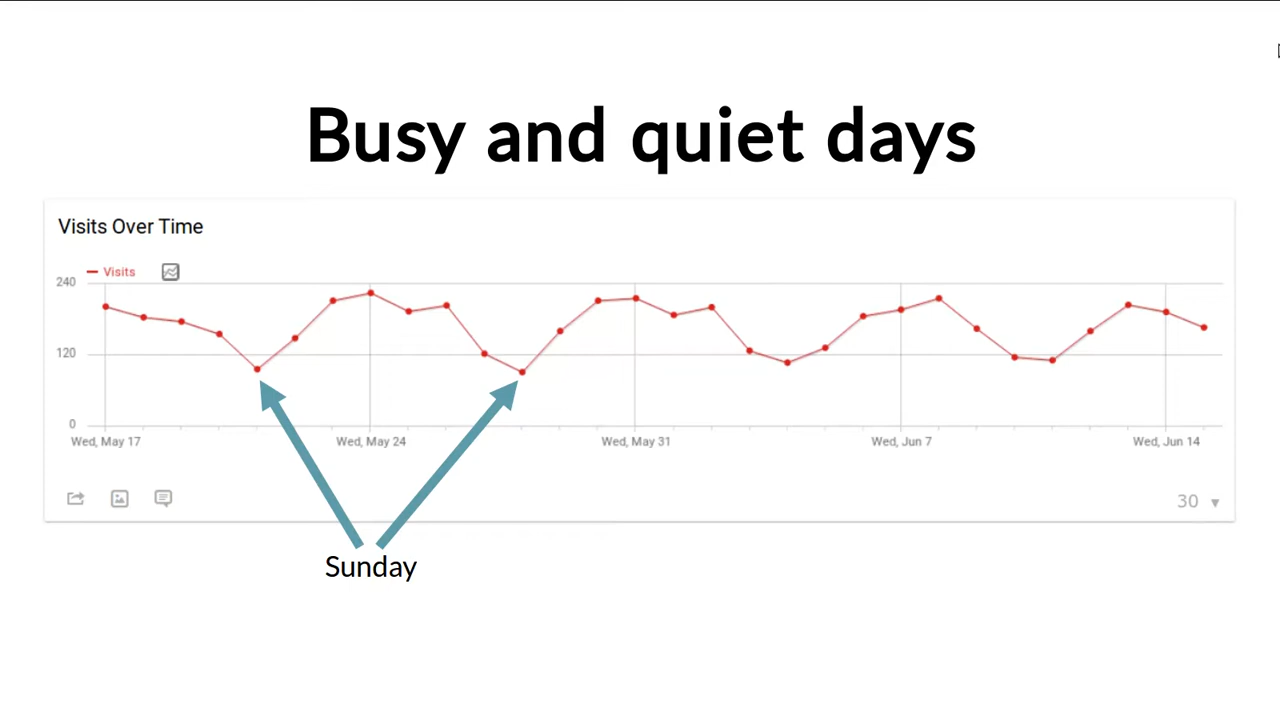 Busy and quiet days
Visits Over Time
Visits
240
120
0
Wed, May 17
Wed, May 24
Wed, May 31
Wed, Jun 7
Wed, Jun 14
30
Sunday